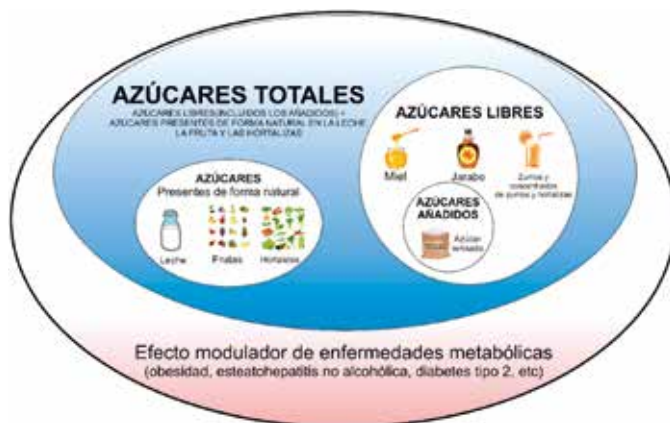 AZÚCARES TOTALES
AZÚCARES LIBRES(INCLUIDOS LOS AÑADIDOS) +
AZÚCARES PRESENTES DE FORMA NATURAL EN LA LECHE
LA FRUTA Y LAS HORTALIZAS
AZÚCARES
Presentes de forma natural
Leche
Frutas
Hortalizas
AZÚCARES LIBRES
Miel
Jarabe
Zumos y
concentrados
de zumos y hortalizas
AZÚCARES
AÑADIDOS
Azúcar
Efecto modulador de enfermedades metabólicas
(obesidad, esteatohepatitis no alcohólica, diabetes tipo 2, etc)